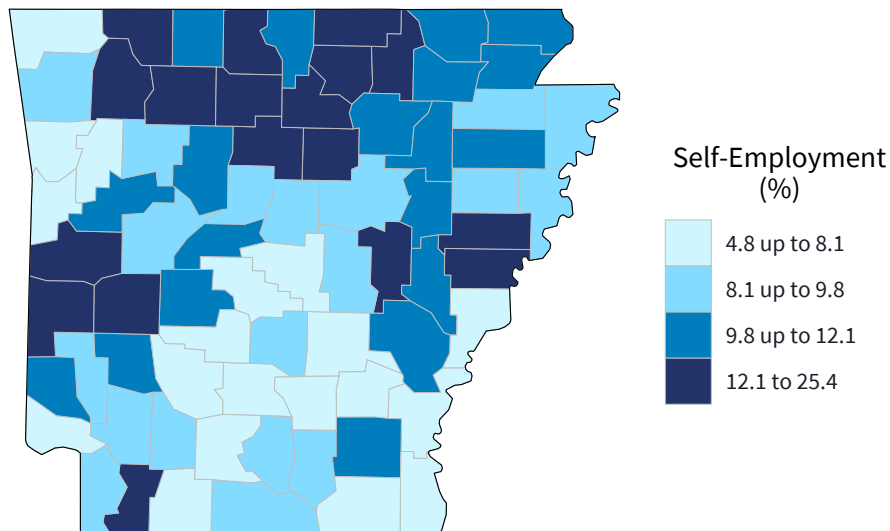 Self-Employment
(%)
4.8 up to 8.1
8.1 up to 9.8
9.8 up to 12.1
12.1 to 25.4